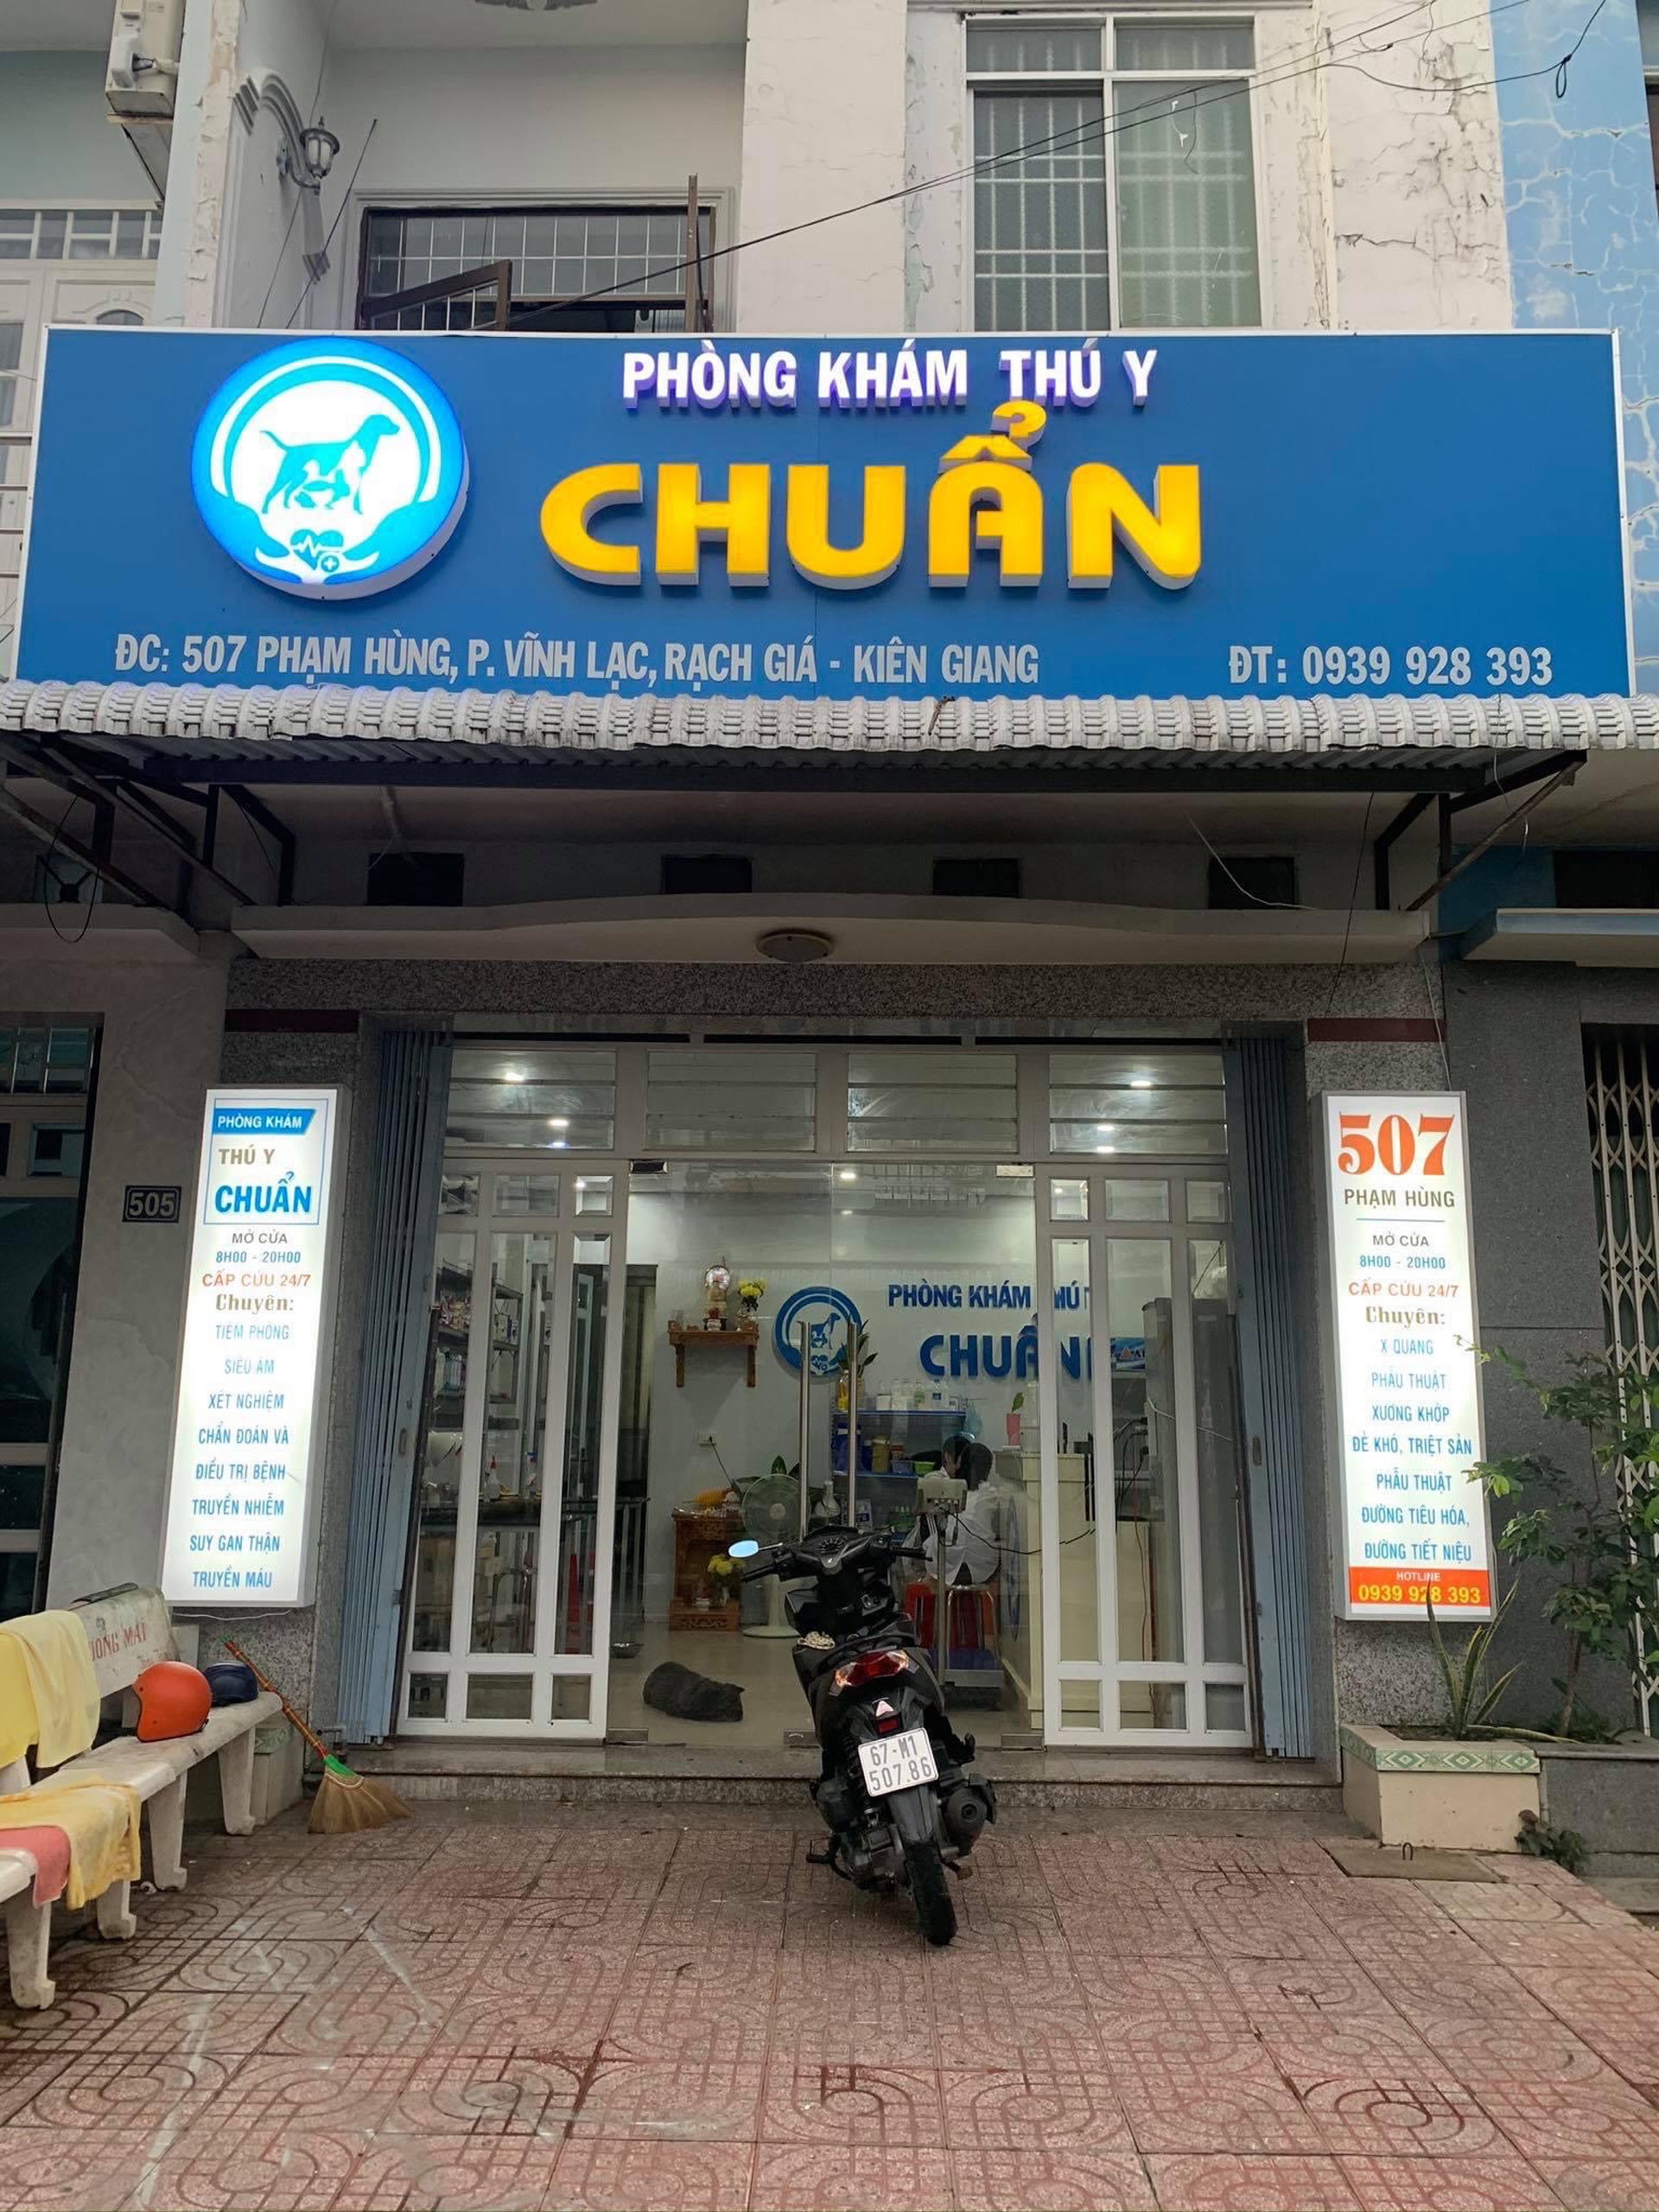 PHÒNG KHÁM THÚ Y
CHUẨN
ĐC: 507 PHẠM HÙNG, P. VĨNH LẠC, RẠCH GIÁ - KIÊN GIANG
ĐT: 0939 928 393
PHÒNG KHÁM
THÚ Y
CHUẨN
MỞ CỬA
8H00 - 20H00
CẤP CỨU 24/7
Chuyên:
TIÊM PHÒNG
SIÊU ÂM
XÉT NGHIỆM
CHẨN ĐOÁN VÀ
ĐIỀU TRỊ BỆNH
TRUYỀN NHIỄM
SUY GAN THẬN
TRUYỀN MÁU
505
507
PHẠM HÙNG
MỞ CỬA
8H00 - 20H00
CẤP CỨU 24/7
Chuyên:
X QUANG
PHẪU THUẬT
XƯƠNG KHỚP
ĐẺ KHÓ, TRIỆT SẢN
PHẪU THUẬT
ĐƯỜNG TIÊU HÓA,
ĐƯỜNG TIẾT NIỆU
HOTLINE
0939 928 393
PHÒNG KHÁM THÚ
CHUẨN
67-M1
507.86